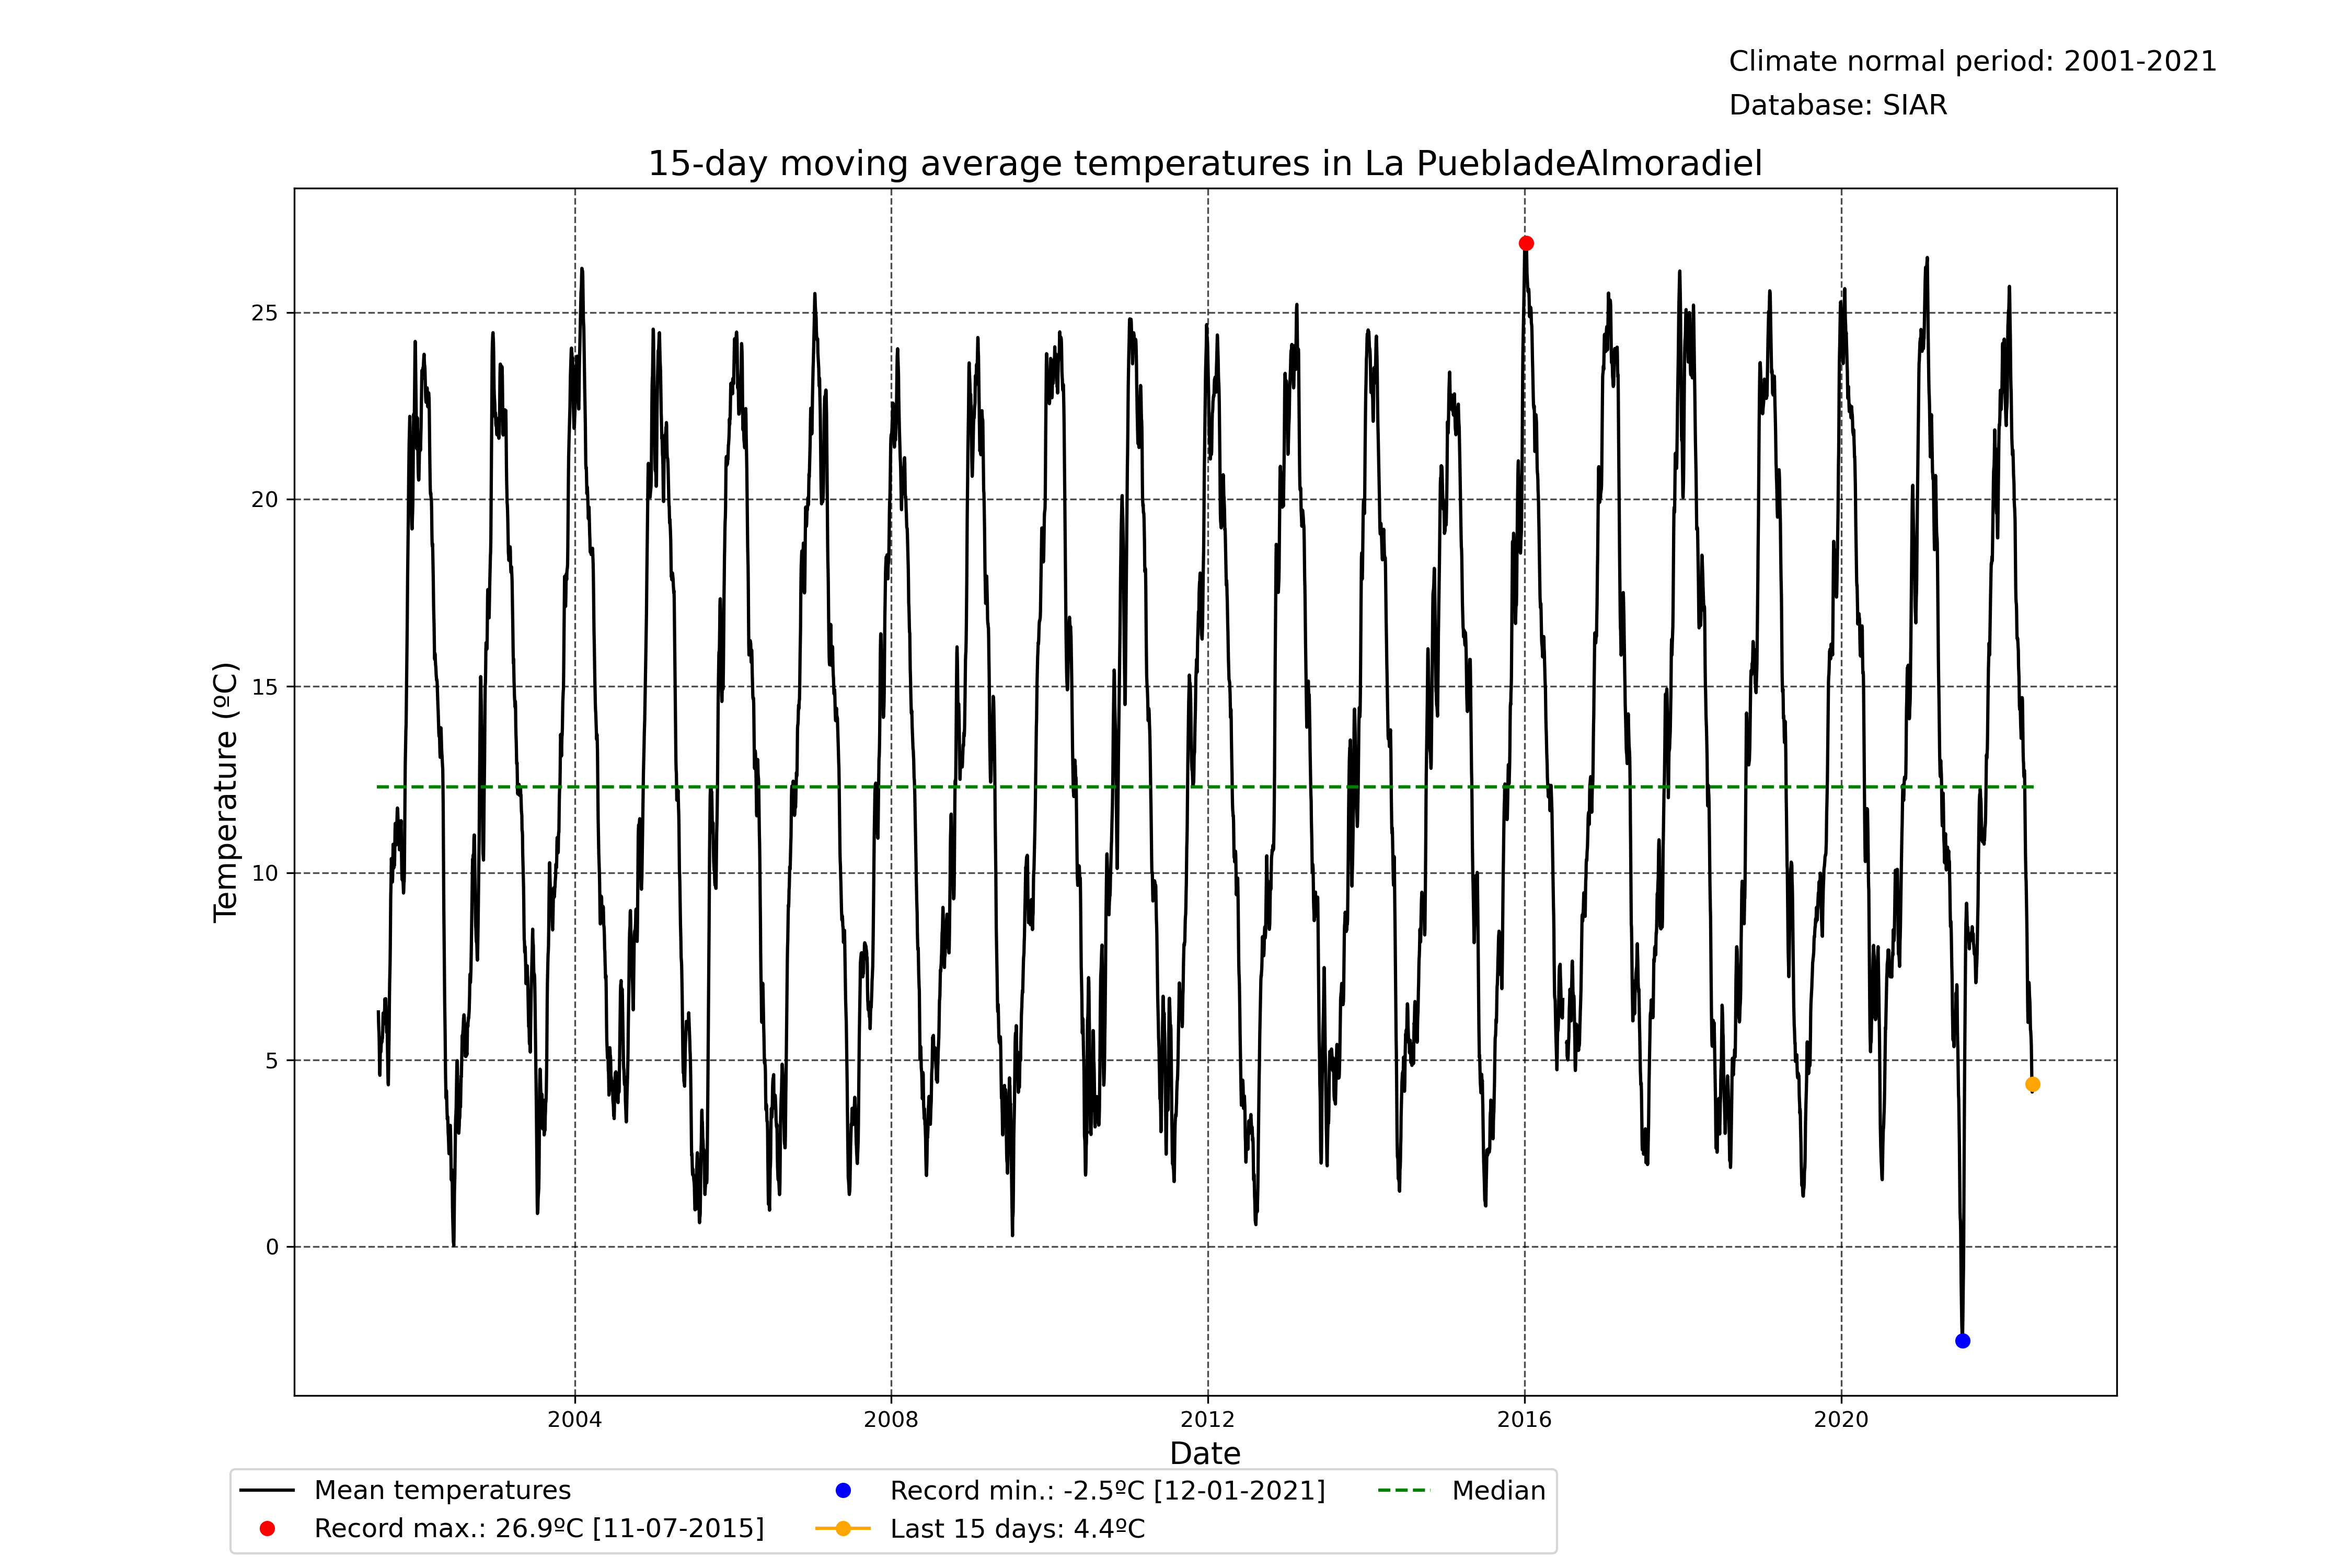 Climate normal period: 2001-2021
Database: SIAR
15-day moving average temperatures in La PuebladeAlmoradiel
Temperature (ºC)
25
20
15
10
5
0
2004 2008 2012 2016 2020
Date
Mean temperatures
Record max.: 26.9ºC [11-07-2015]
Record min.: -2.5ºC [12-01-2021]
Last 15 days: 4.4ºC
Median